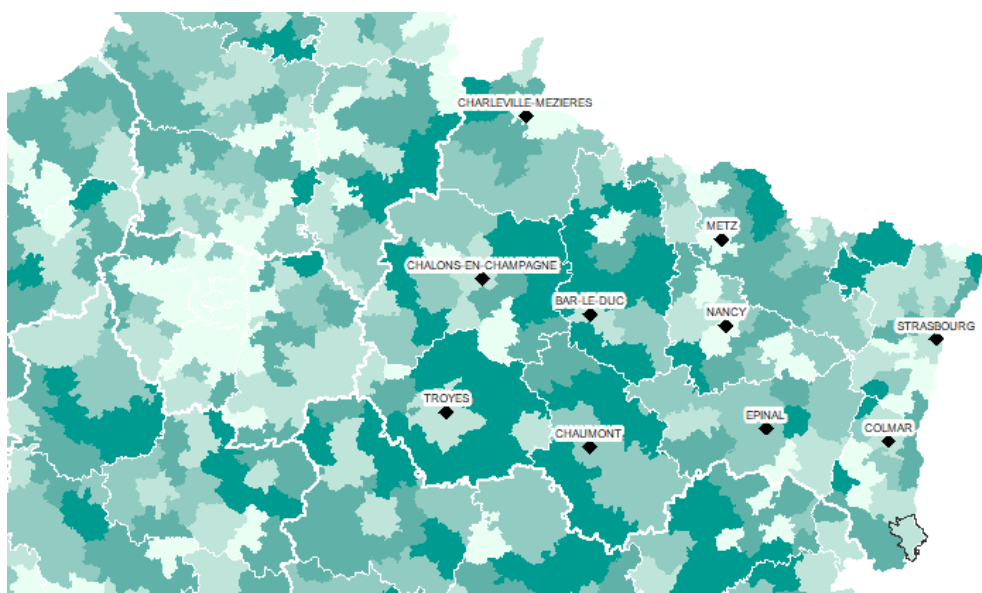 CHARLEVILLE-MEZIERES
METZ
CHALONS-EN-CHAMPAGNE
BAR-LE-DUC
NANCY
STRASBOURG
TROYES
EPINAL
COLMAR
CHAUMONT